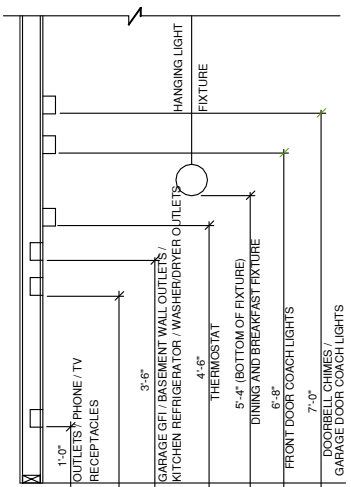 HANGING LIGHT
FIXTURE
1'-0"
OUTLETS / PHONE / TV
RECEPTACLES
3'-6"
GARAGE GFI / BASEMENT WALL OUTLETS /
KITCHEN REFRIGERATOR / WASHER/DRYER OUTLETS
4'-6"
THERMOSTAT
5'-4" (BOTTOM OF FIXTURE)
DINING AND BREAKFAST FIXTURE
6'-8"
FRONT DOOR COACH LIGHTS
7'-0"
DOORBELL CHIMES /
GARAGE DOOR COACH LIGHTS